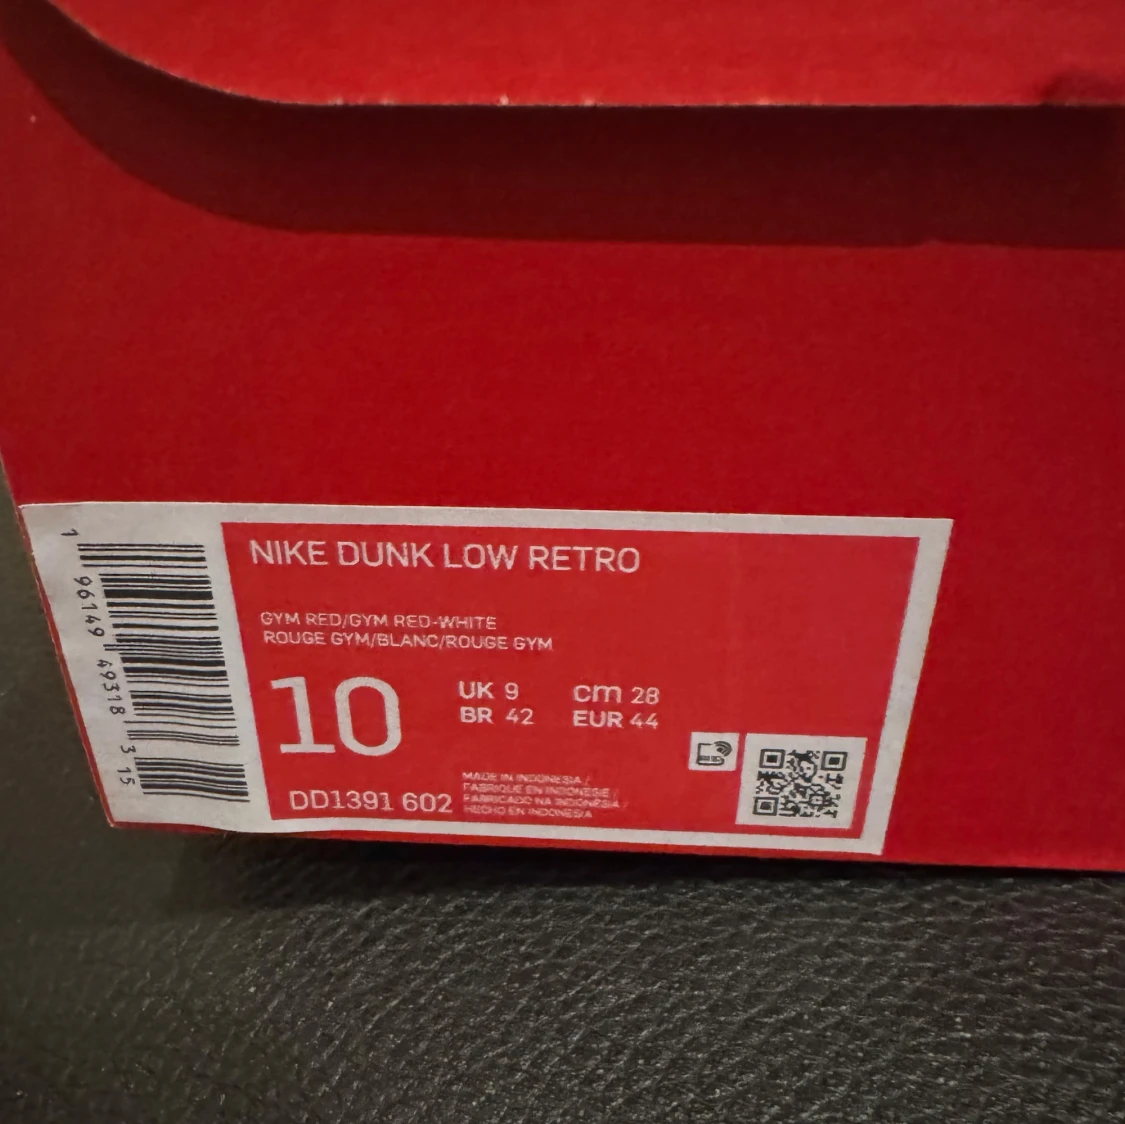 NIKE DUNK LOW RETRO
GYM RED/GYM RED-WHITE
ROUGE GYM/BLANC/ROUGE GYM
10
UK 9 cm 28
BR 42 EUR 44
DD1391 602
MADE IN INDONESIA /
FABRIQUE EN INDONESIE /
FABRICADO NA INDONESIA /
HECHO EN INDONESIA
1 96149 49318 3 15